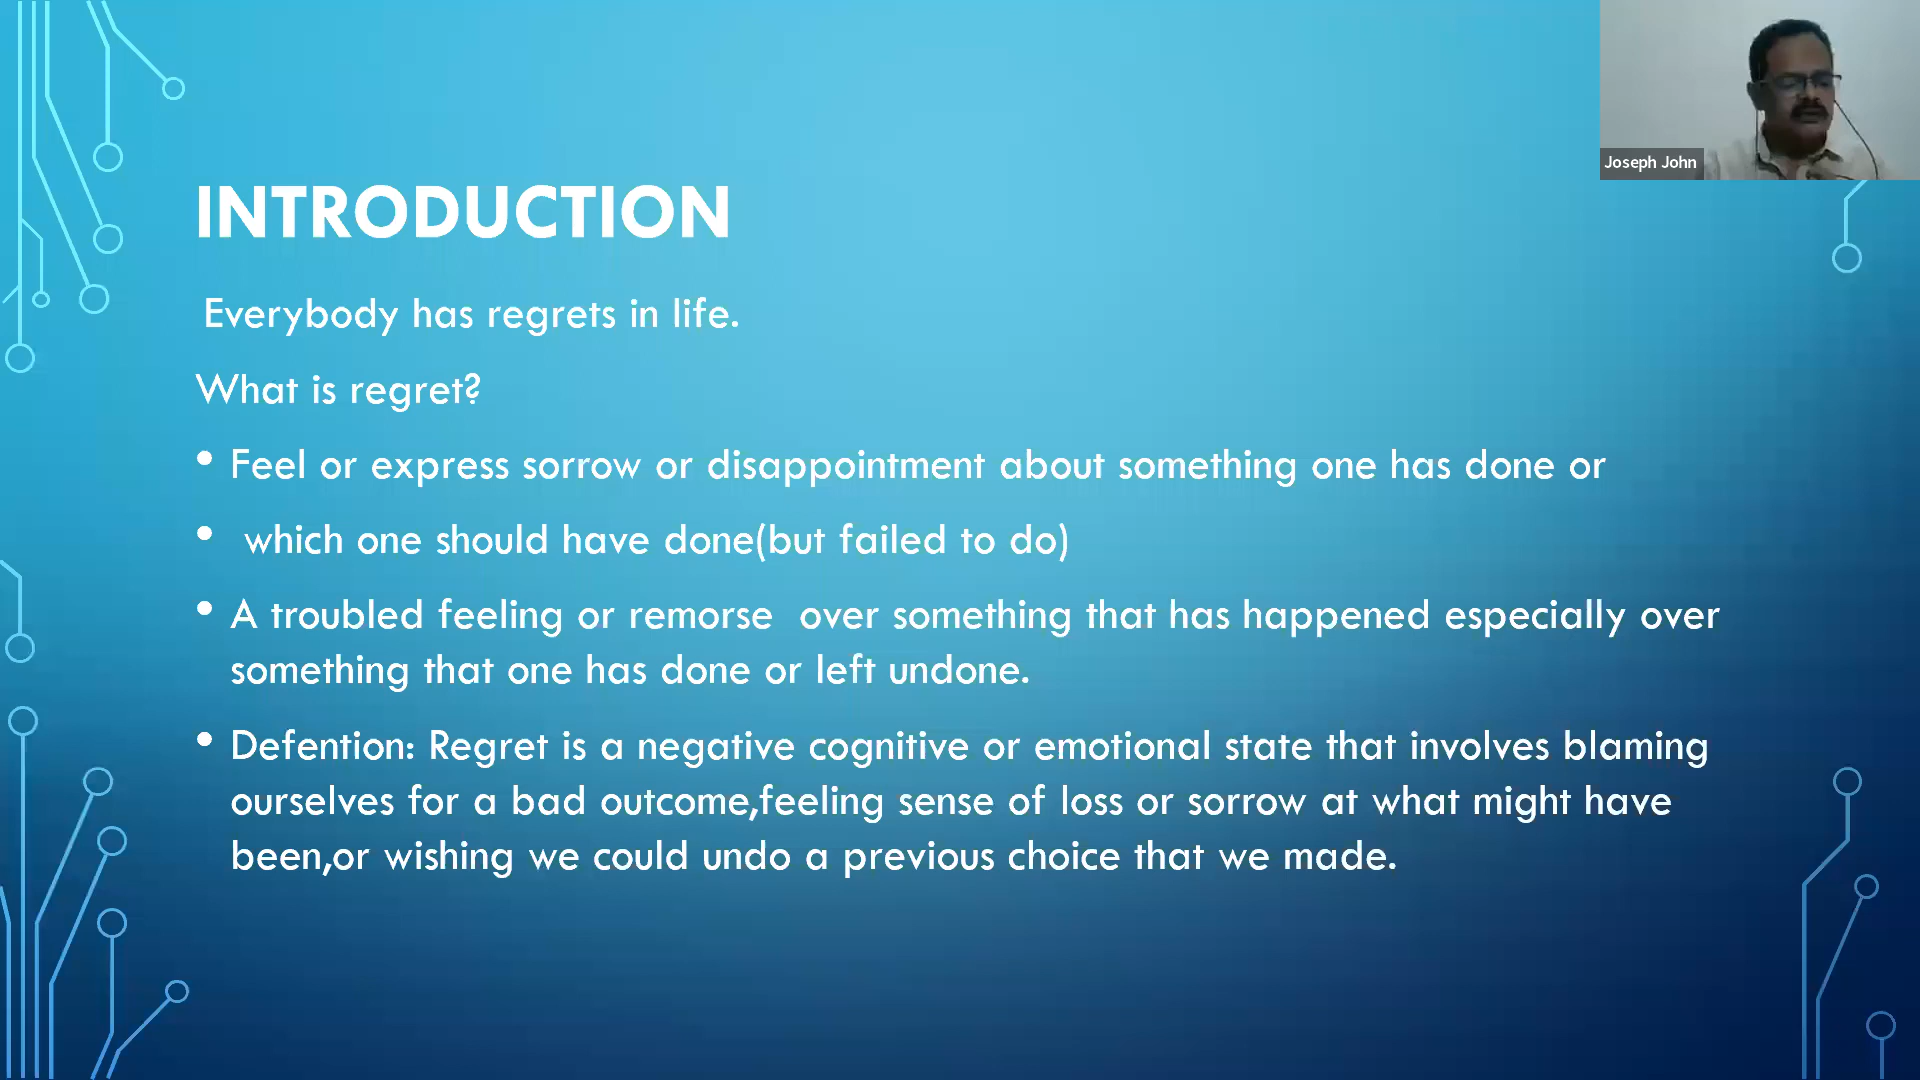 Joseph John
INTRODUCTION
Everybody has regrets in life.
What is regret?
• Feel or express sorrow or disappointment about something one has done or
• which one should have done(but failed to do)
• A troubled feeling or remorse over something that has happened especially over
something that one has done or left undone.
• Defention: Regret is a negative cognitive or emotional state that involves blaming
ourselves for a bad outcome,feeling sense of loss or sorrow at what might have
been,or wishing we could undo a previous choice that we made.